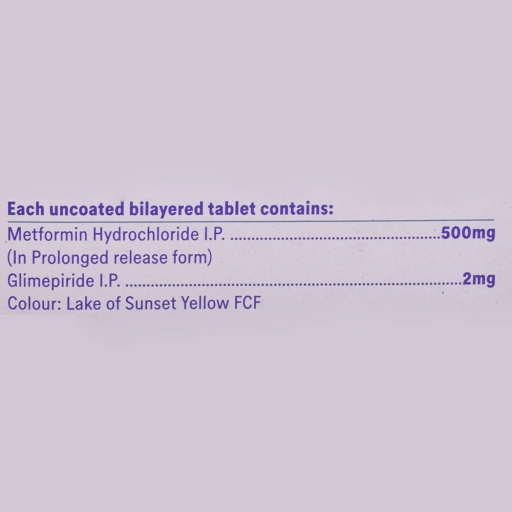 Each uncoated bilayered tablet contains:
Metformin Hydrochloride I.P. ..................................................500mg
(In Prolonged release form)
Glimepiride I.P. ................................................................................2mg
Colour: Lake of Sunset Yellow FCF